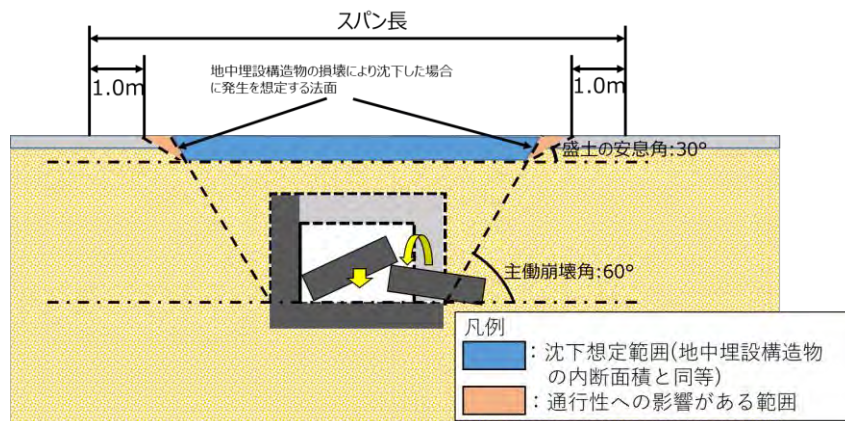 スパン長
1.0m
地中埋設構造物の損壊により沈下した場合
に発生を想定する法面
1.0m
盛土の安息角:30°
主働崩壊角:60°
凡例
：沈下想定範囲(地中埋設構造物
の内断面積と同等)
：通行性への影響がある範囲